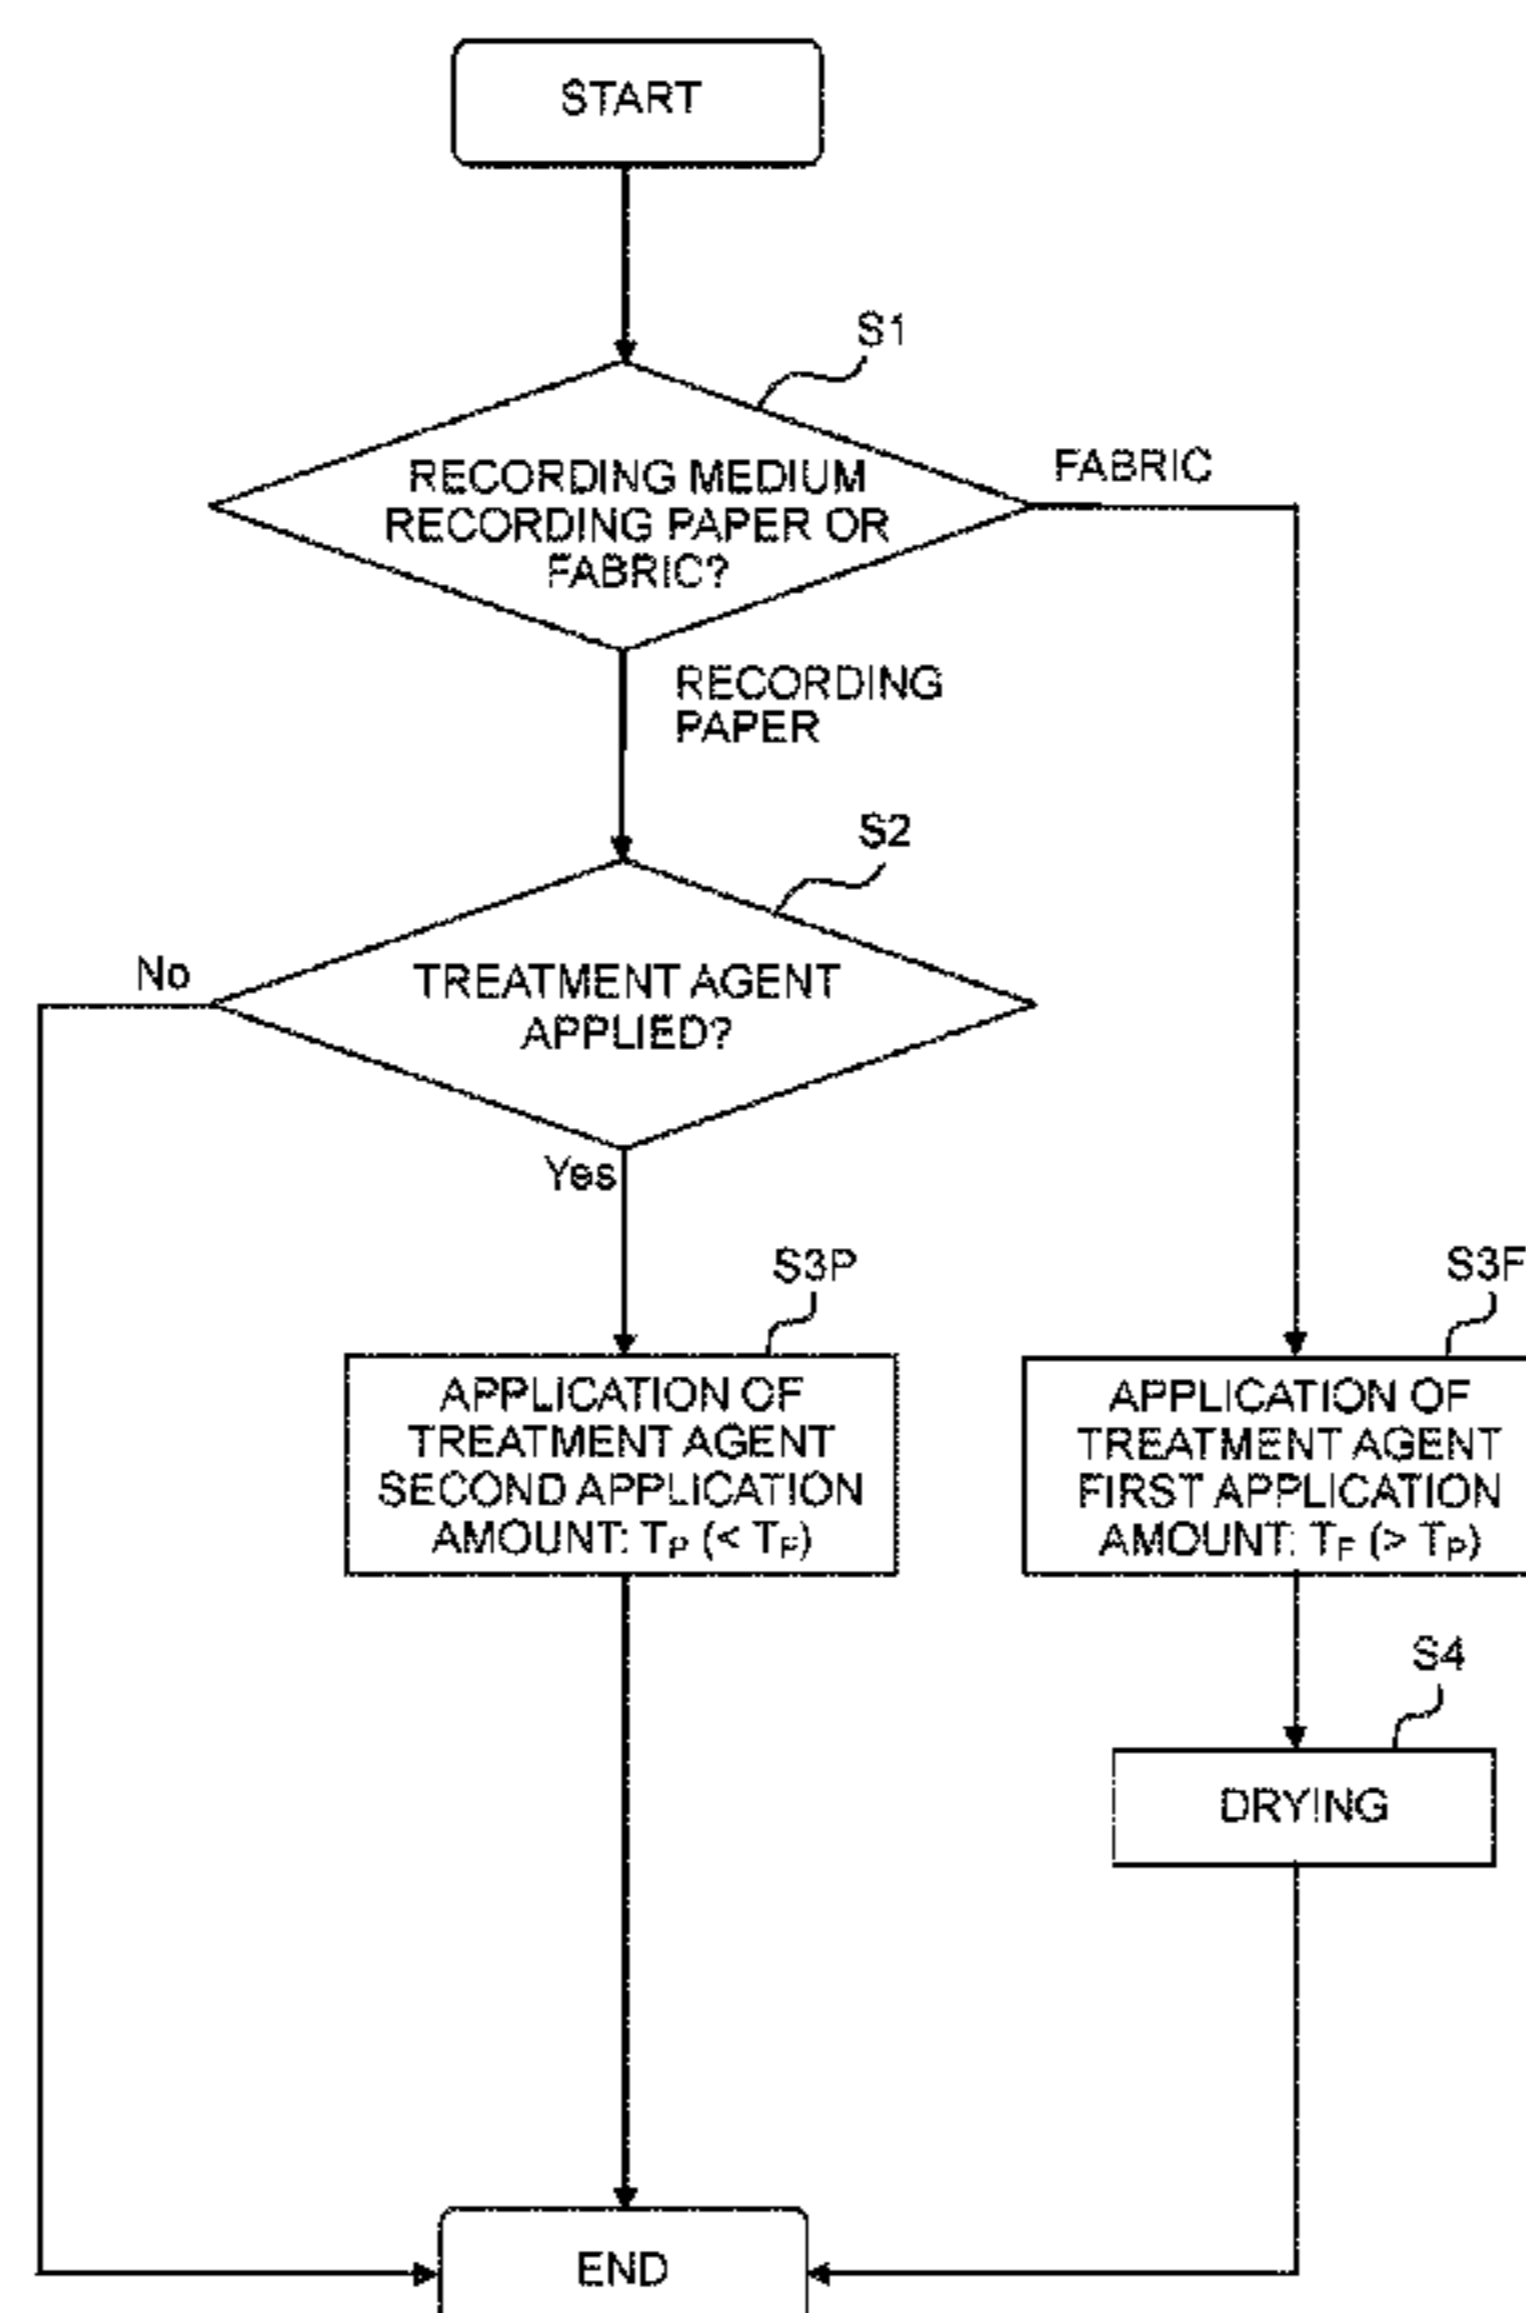 START
S1
RECORDING MEDIUM
RECORDING PAPER OR
FABRIC?
FABRIC
RECORDING
PAPER
S2
TREATMENT AGENT
APPLIED?
No
Yes
S3P
APPLICATION OF
TREATMENT AGENT
SECOND APPLICATION
AMOUNT: TP (< TF)
S3F
APPLICATION OF
TREATMENT AGENT
FIRST APPLICATION
AMOUNT: TF (> TP)
S4
DRYING
END